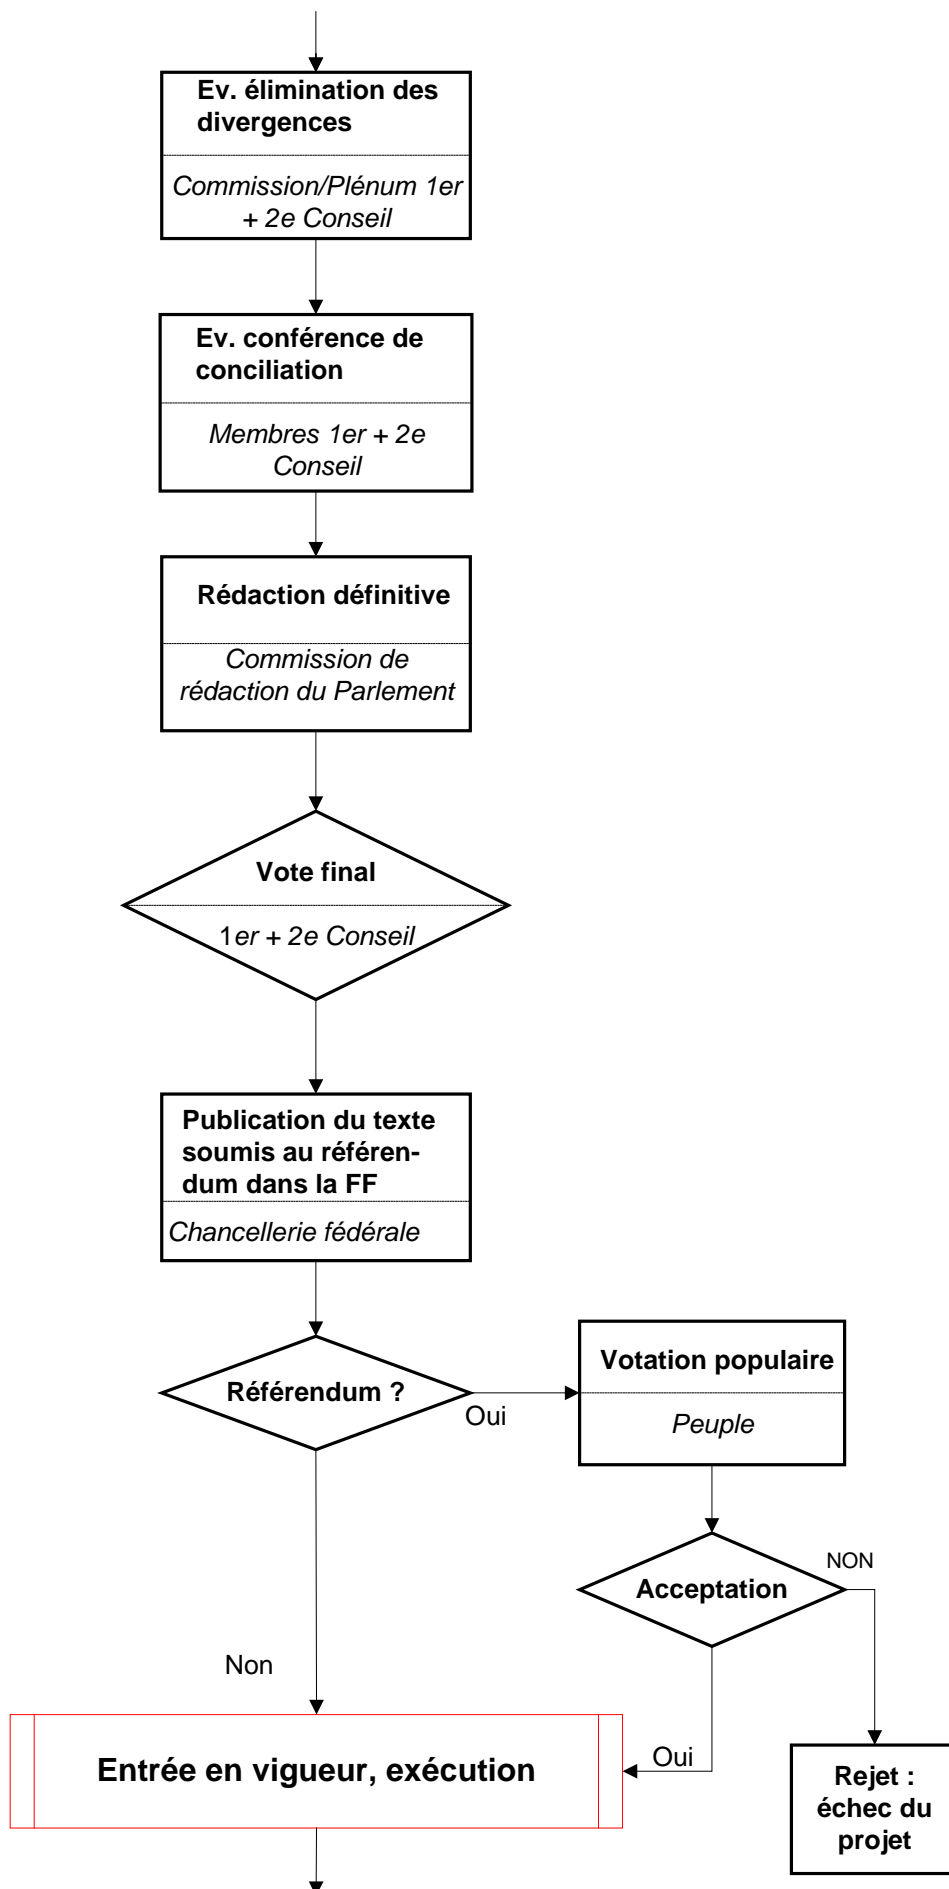 Ev. élimination des
divergences
Commission/Plénum 1er
+ 2e Conseil
Ev. conférence de
conciliation
Membres 1er + 2e
Conseil
Rédaction définitive
Commission de
rédaction du Parlement
Vote final
1er + 2e Conseil
Publication du texte
soumis au référen-
dum dans la FF
Chancellerie fédérale
Référendum ?
Oui
Votation populaire
Peuple
Acceptation
NON
Non
Oui
Entrée en vigueur, exécution
Rejet :
échec du
projet